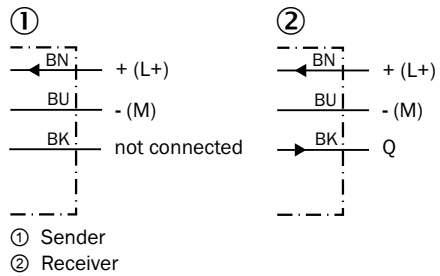 ① ②
BN + (L+) BN + (L+)
BU - (M) BU - (M)
BK not connected BK Q
① Sender
② Receiver